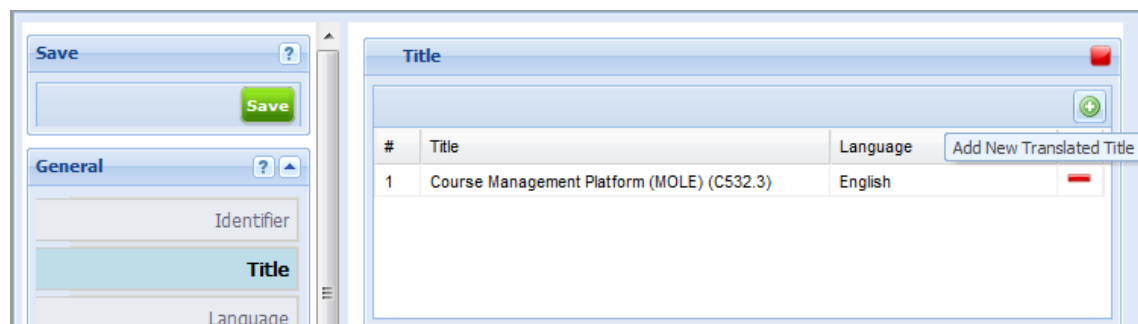 Save
?
Save
General
?
Identifier
Title
Language
Title
# Title Language
Add New Translated Title
1 Course Management Platform (MOLE) (C532.3) English